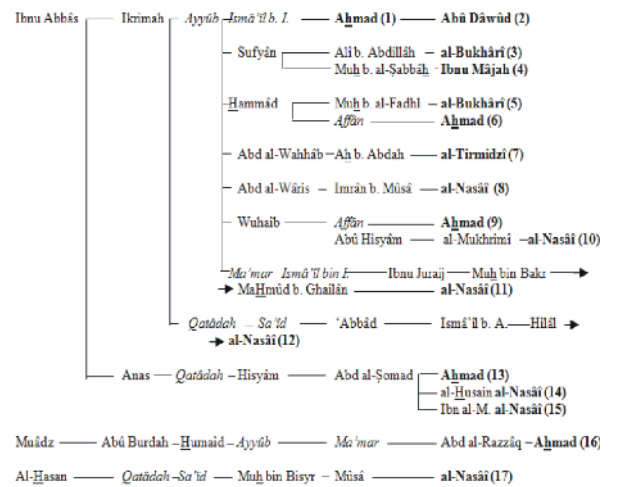 Ibnu Abbâs Ikrimah Ayyûb Ismâ'îl b. I. Ahmad (1) Abû Dâwûd (2)
Sufyân Ali b. Abdillâh – al-Bukhârî (3)
Muh b. al-Şabbâh - Ibnu Mâjah (4)
Hammâd Muh b. al-Fadhl – al-Bukhârî (5)
Affân Ahmad (6)
Abd al-Wahhâb – Ah b. Abdah al-Tirmidzî (7)
Abd al-Wâris – Imrân b. Mûsâ al-Nasâî (8)
Wuhaib Affân Ahmad (9)
Abû Hisyâm al-Mukhrimî – al-Nasâî (10)
Ma'mar Ismâ'îl bin I. Ibnu Juraij Muh bin Bakr
MaHmúd b. Ghailân al-Nasâî (11)
Qatâdah – Sa'îd 'Abbâd Ismâ'îl b. A. Hilâl
al-Nasâî (12)
Anas Qatâdah – Hisyâm Abd al-Şomad Ahmad (13)
al-Husain al-Nasâî (14)
Ibn al-M. al-Nasâî (15)
Muâdz Abû Burdah – Humaid – Ayyûb Ma'mar Abd al-Razzâq – Ahmad (16)
Al-Hasan Qatâdah – Sa'îd Muh bin Bisyr – Mûsâ al-Nasâî (17)